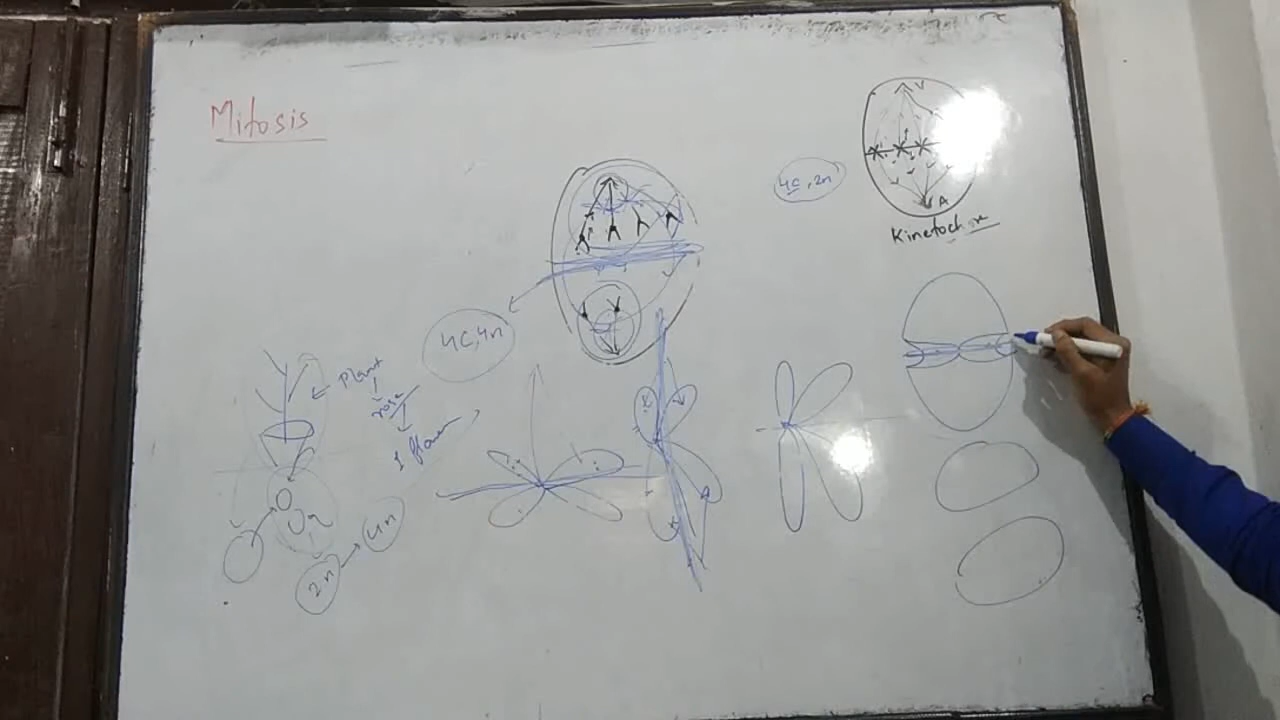 Mitosis
4C, 2n
A
Kinetochore
4C, 4n
Plant
rose
1 flower
4n
2n